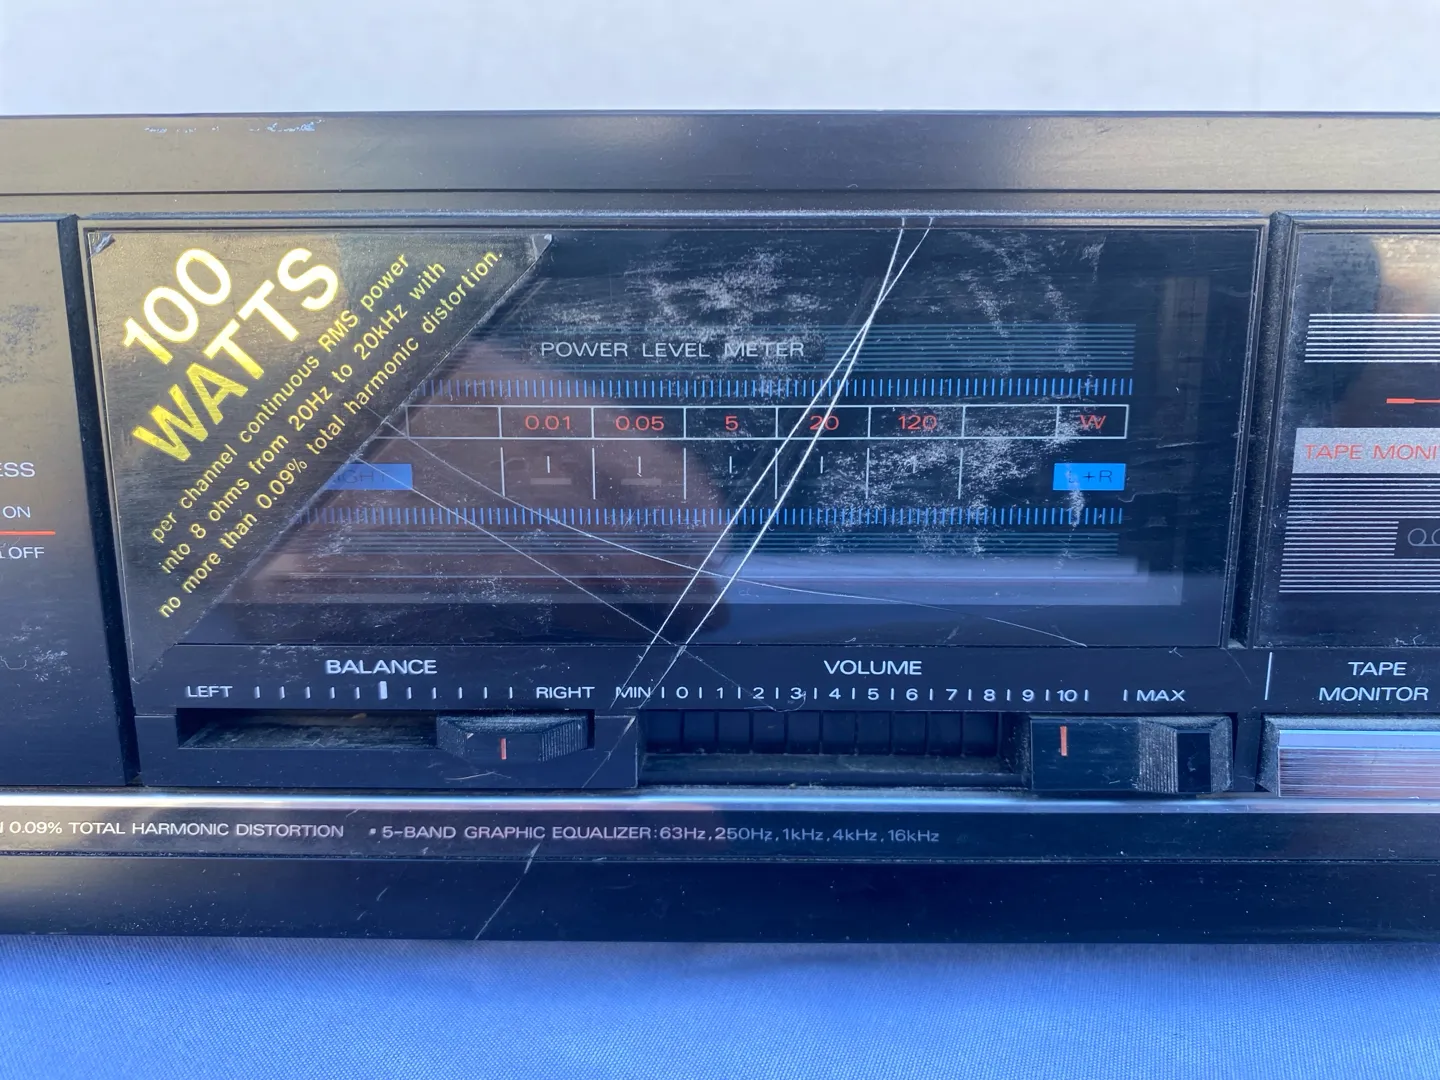 100
WATTS
per channel continuous RMS power
into 8 ohms from 20Hz to 20kHz with
no more than 0.09% total harmonic distortion.
POWER LEVEL METER
0.01 0.05 5 20 120 W
L+R
ESS
ON
OFF
TAPE MONI
BALANCE
LEFT RIGHT
VOLUME
MIN 0 1 2 3 4 5 6 7 8 9 10 MAX
TAPE
MONITOR
0.09% TOTAL HARMONIC DISTORTION • 5-BAND GRAPHIC EQUALIZER:63Hz,250Hz,1kHz,4kHz,16kHz